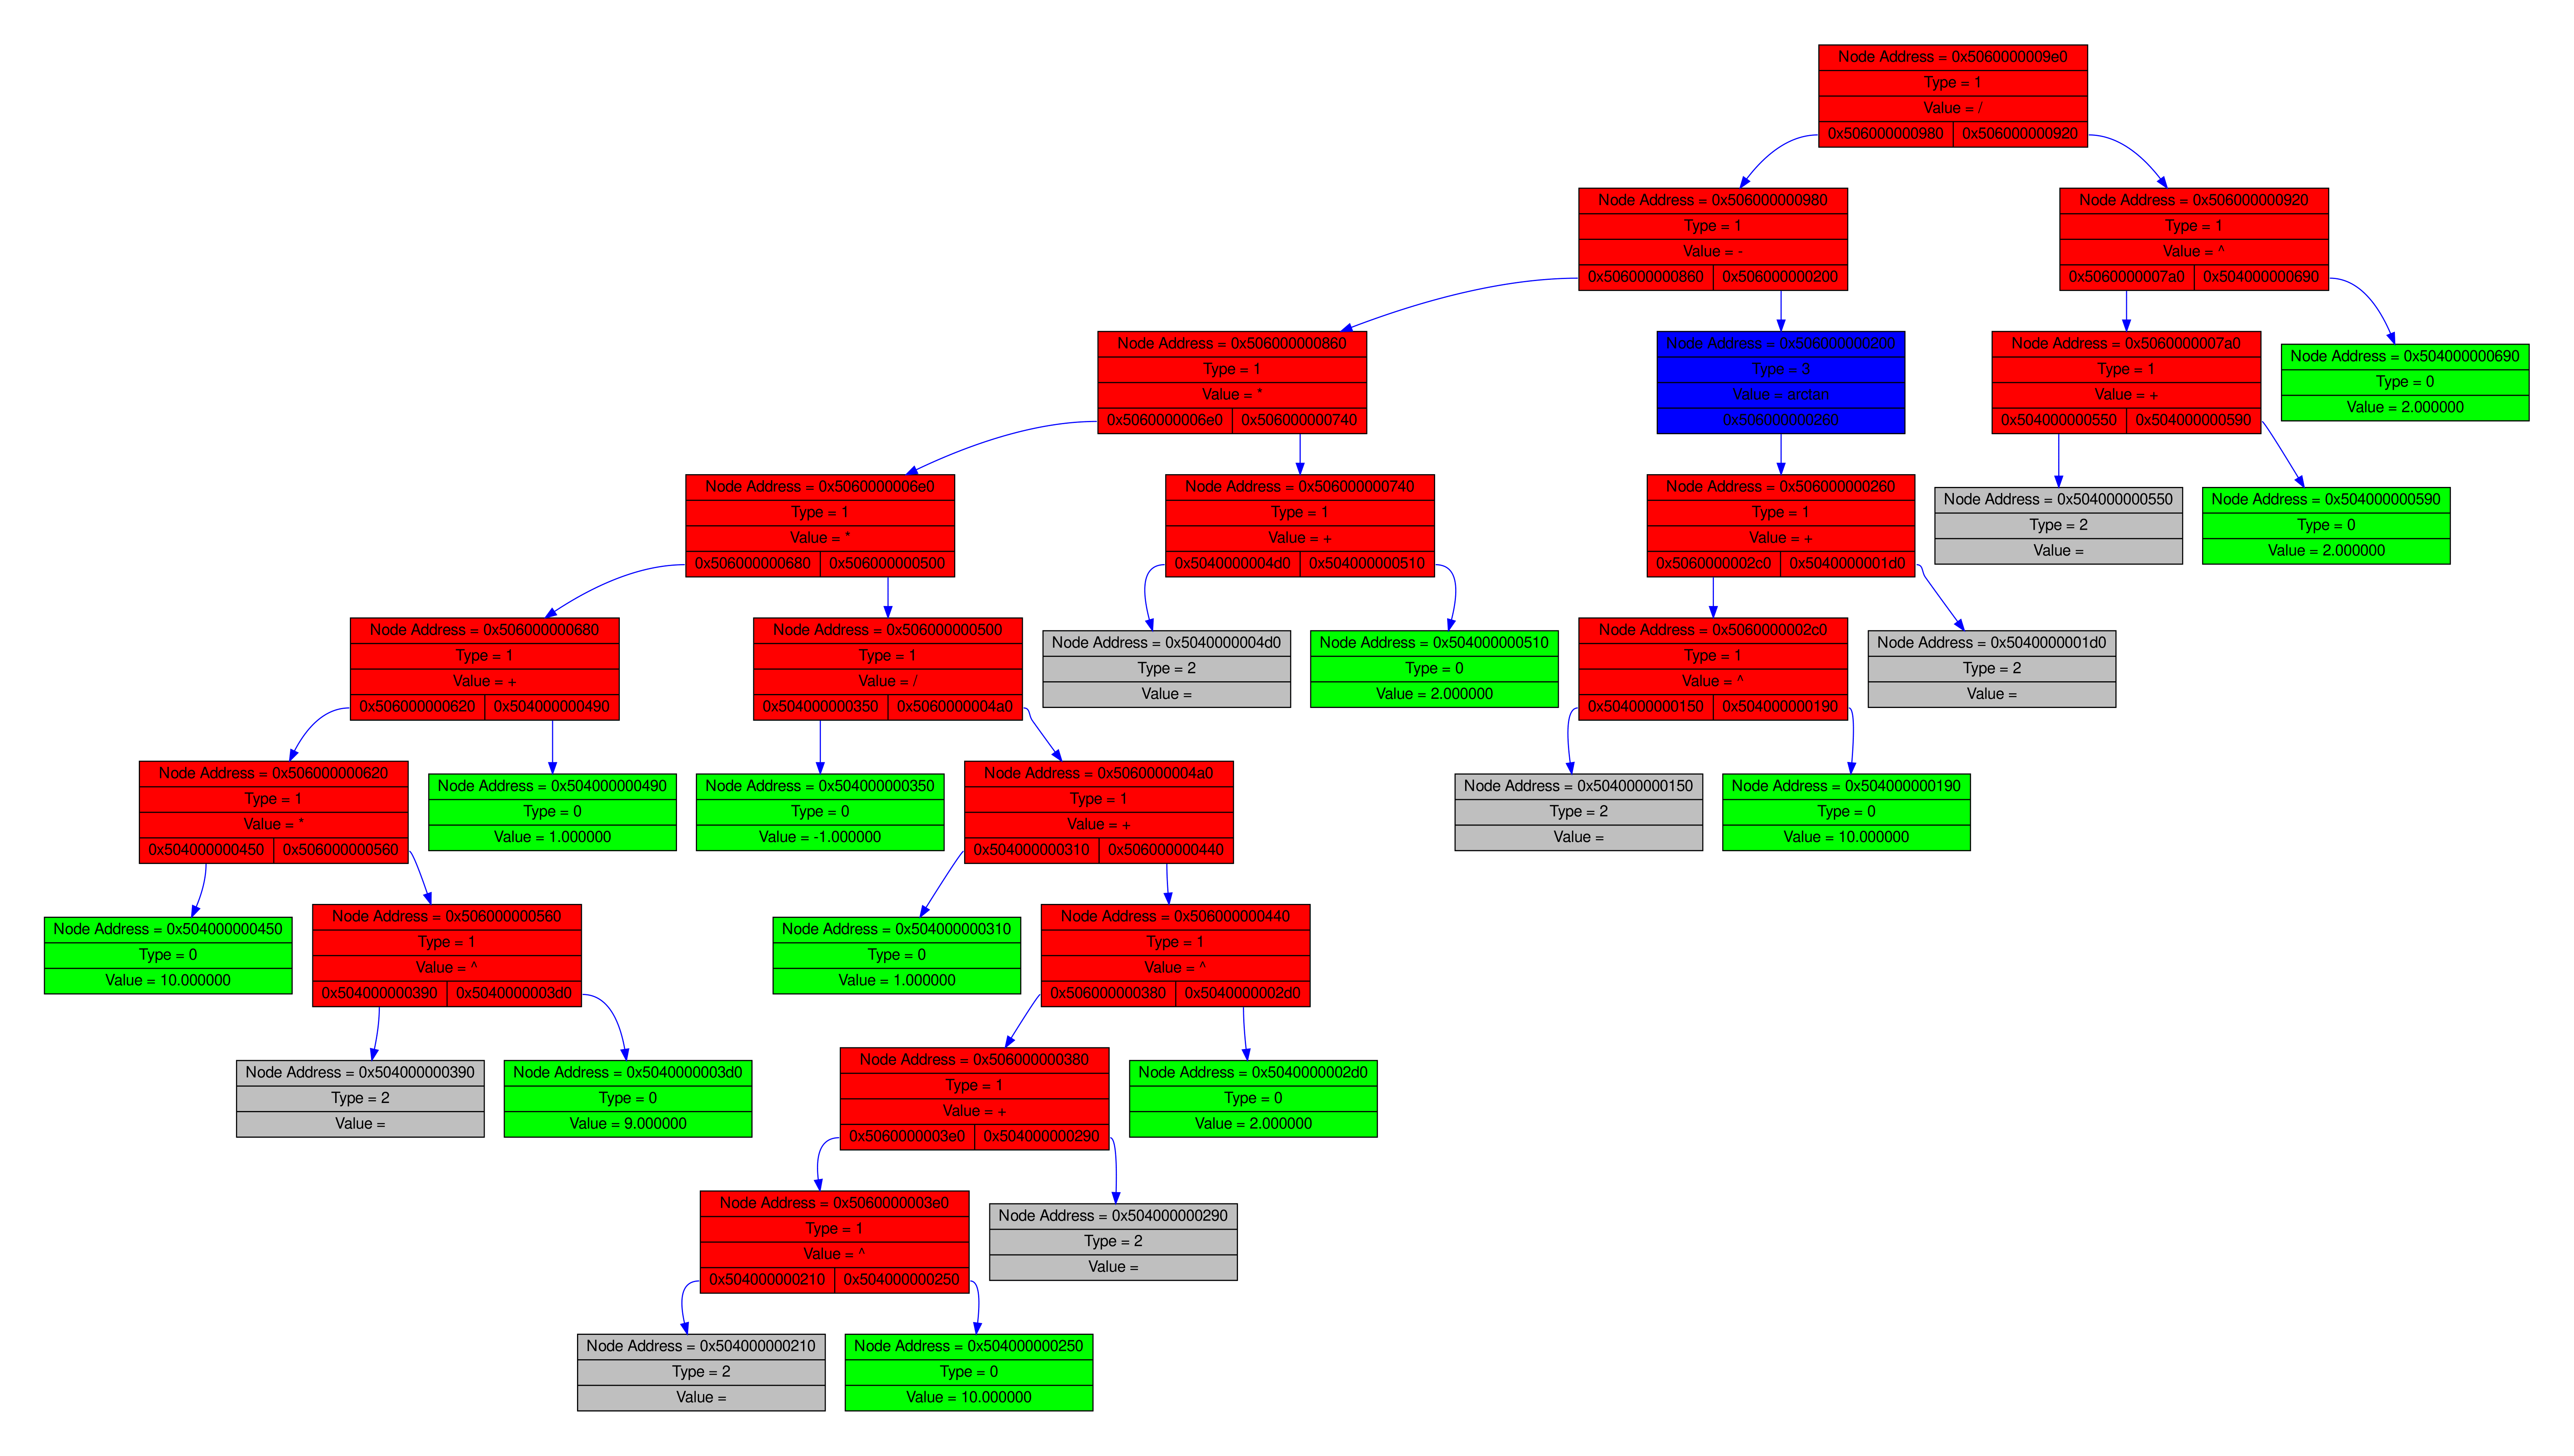 Node Address = 0x5060000009e0
Type = 1
Value = /
0x506000000980 0x506000000920
Node Address = 0x506000000980
Type = 1
Value = -
0x506000000860 0x506000000200
Node Address = 0x506000000920
Type = 1
Value = ^
0x5060000007a0 0x504000000690
Node Address = 0x506000000860
Type = 1
Value = *
0x5060000006e0 0x506000000740
Node Address = 0x506000000200
Type = 3
Value = arctan
0x506000000260
Node Address = 0x5060000007a0
Type = 1
Value = +
0x504000000550 0x504000000590
Node Address = 0x504000000690
Type = 0
Value = 2.000000
Node Address = 0x5060000006e0
Type = 1
Value = *
0x506000000680 0x506000000500
Node Address = 0x506000000740
Type = 1
Value = +
0x5040000004d0 0x504000000510
Node Address = 0x506000000260
Type = 1
Value = +
0x5060000002c0 0x5040000001d0
Node Address = 0x504000000550
Type = 2
Value =
Node Address = 0x504000000590
Type = 0
Value = 2.000000
Node Address = 0x506000000680
Type = 1
Value = +
0x506000000620 0x504000000490
Node Address = 0x506000000500
Type = 1
Value = /
0x504000000350 0x5060000004a0
Node Address = 0x5040000004d0
Type = 2
Value =
Node Address = 0x504000000510
Type = 0
Value = 2.000000
Node Address = 0x5060000002c0
Type = 1
Value = ^
0x504000000150 0x504000000190
Node Address = 0x5040000001d0
Type = 2
Value =
Node Address = 0x506000000620
Type = 1
Value = *
0x504000000450 0x506000000560
Node Address = 0x504000000490
Type = 0
Value = 1.000000
Node Address = 0x504000000350
Type = 0
Value = -1.000000
Node Address = 0x5060000004a0
Type = 1
Value = +
0x504000000310 0x506000000440
Node Address = 0x504000000150
Type = 2
Value =
Node Address = 0x504000000190
Type = 0
Value = 10.000000
Node Address = 0x504000000450
Type = 0
Value = 10.000000
Node Address = 0x506000000560
Type = 1
Value = ^
0x504000000390 0x5040000003d0
Node Address = 0x504000000310
Type = 0
Value = 1.000000
Node Address = 0x506000000440
Type = 1
Value = ^
0x506000000380 0x5040000002d0
Node Address = 0x504000000390
Type = 2
Value =
Node Address = 0x5040000003d0
Type = 0
Value = 9.000000
Node Address = 0x506000000380
Type = 1
Value = +
0x5060000003e0 0x504000000290
Node Address = 0x5040000002d0
Type = 0
Value = 2.000000
Node Address = 0x5060000003e0
Type = 1
Value = ^
0x504000000210 0x504000000250
Node Address = 0x504000000290
Type = 2
Value =
Node Address = 0x504000000210
Type = 2
Value =
Node Address = 0x504000000250
Type = 0
Value = 10.000000